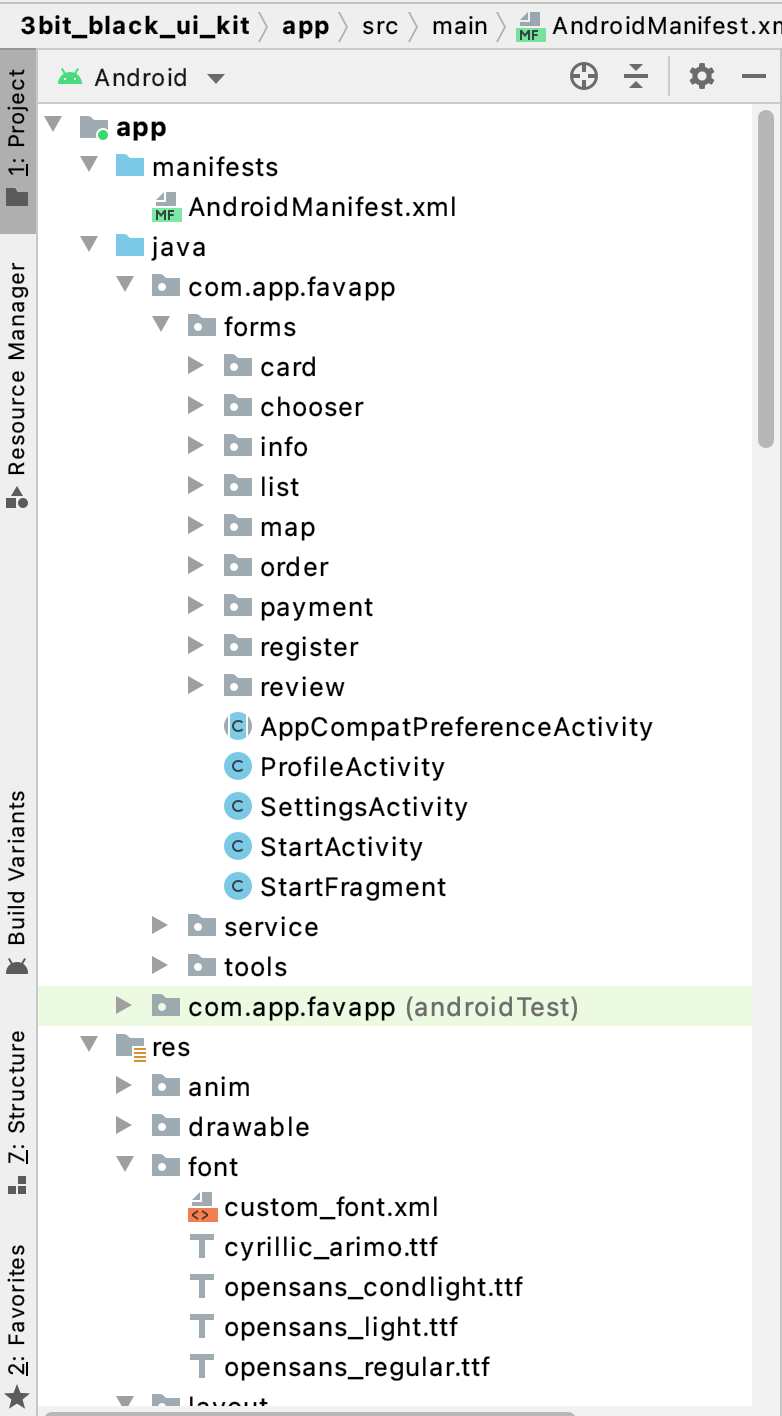 3bit_black_ui_kit app src main AndroidManifest.xm
Android
app
manifests
MF AndroidManifest.xml
java
com.app.favapp
forms
card
chooser
info
list
map
order
payment
register
review
C AppCompatPreferenceActivity
C ProfileActivity
C SettingsActivity
C StartActivity
C StartFragment
service
tools
com.app.favapp (androidTest)
res
anim
drawable
font
custom_font.xml
cyrillic_arimo.ttf
opensans_condlight.ttf
opensans_light.ttf
opensans_regular.ttf
layout
1: Project
Resource Manager
Build Variants
7: Structure
2: Favorites